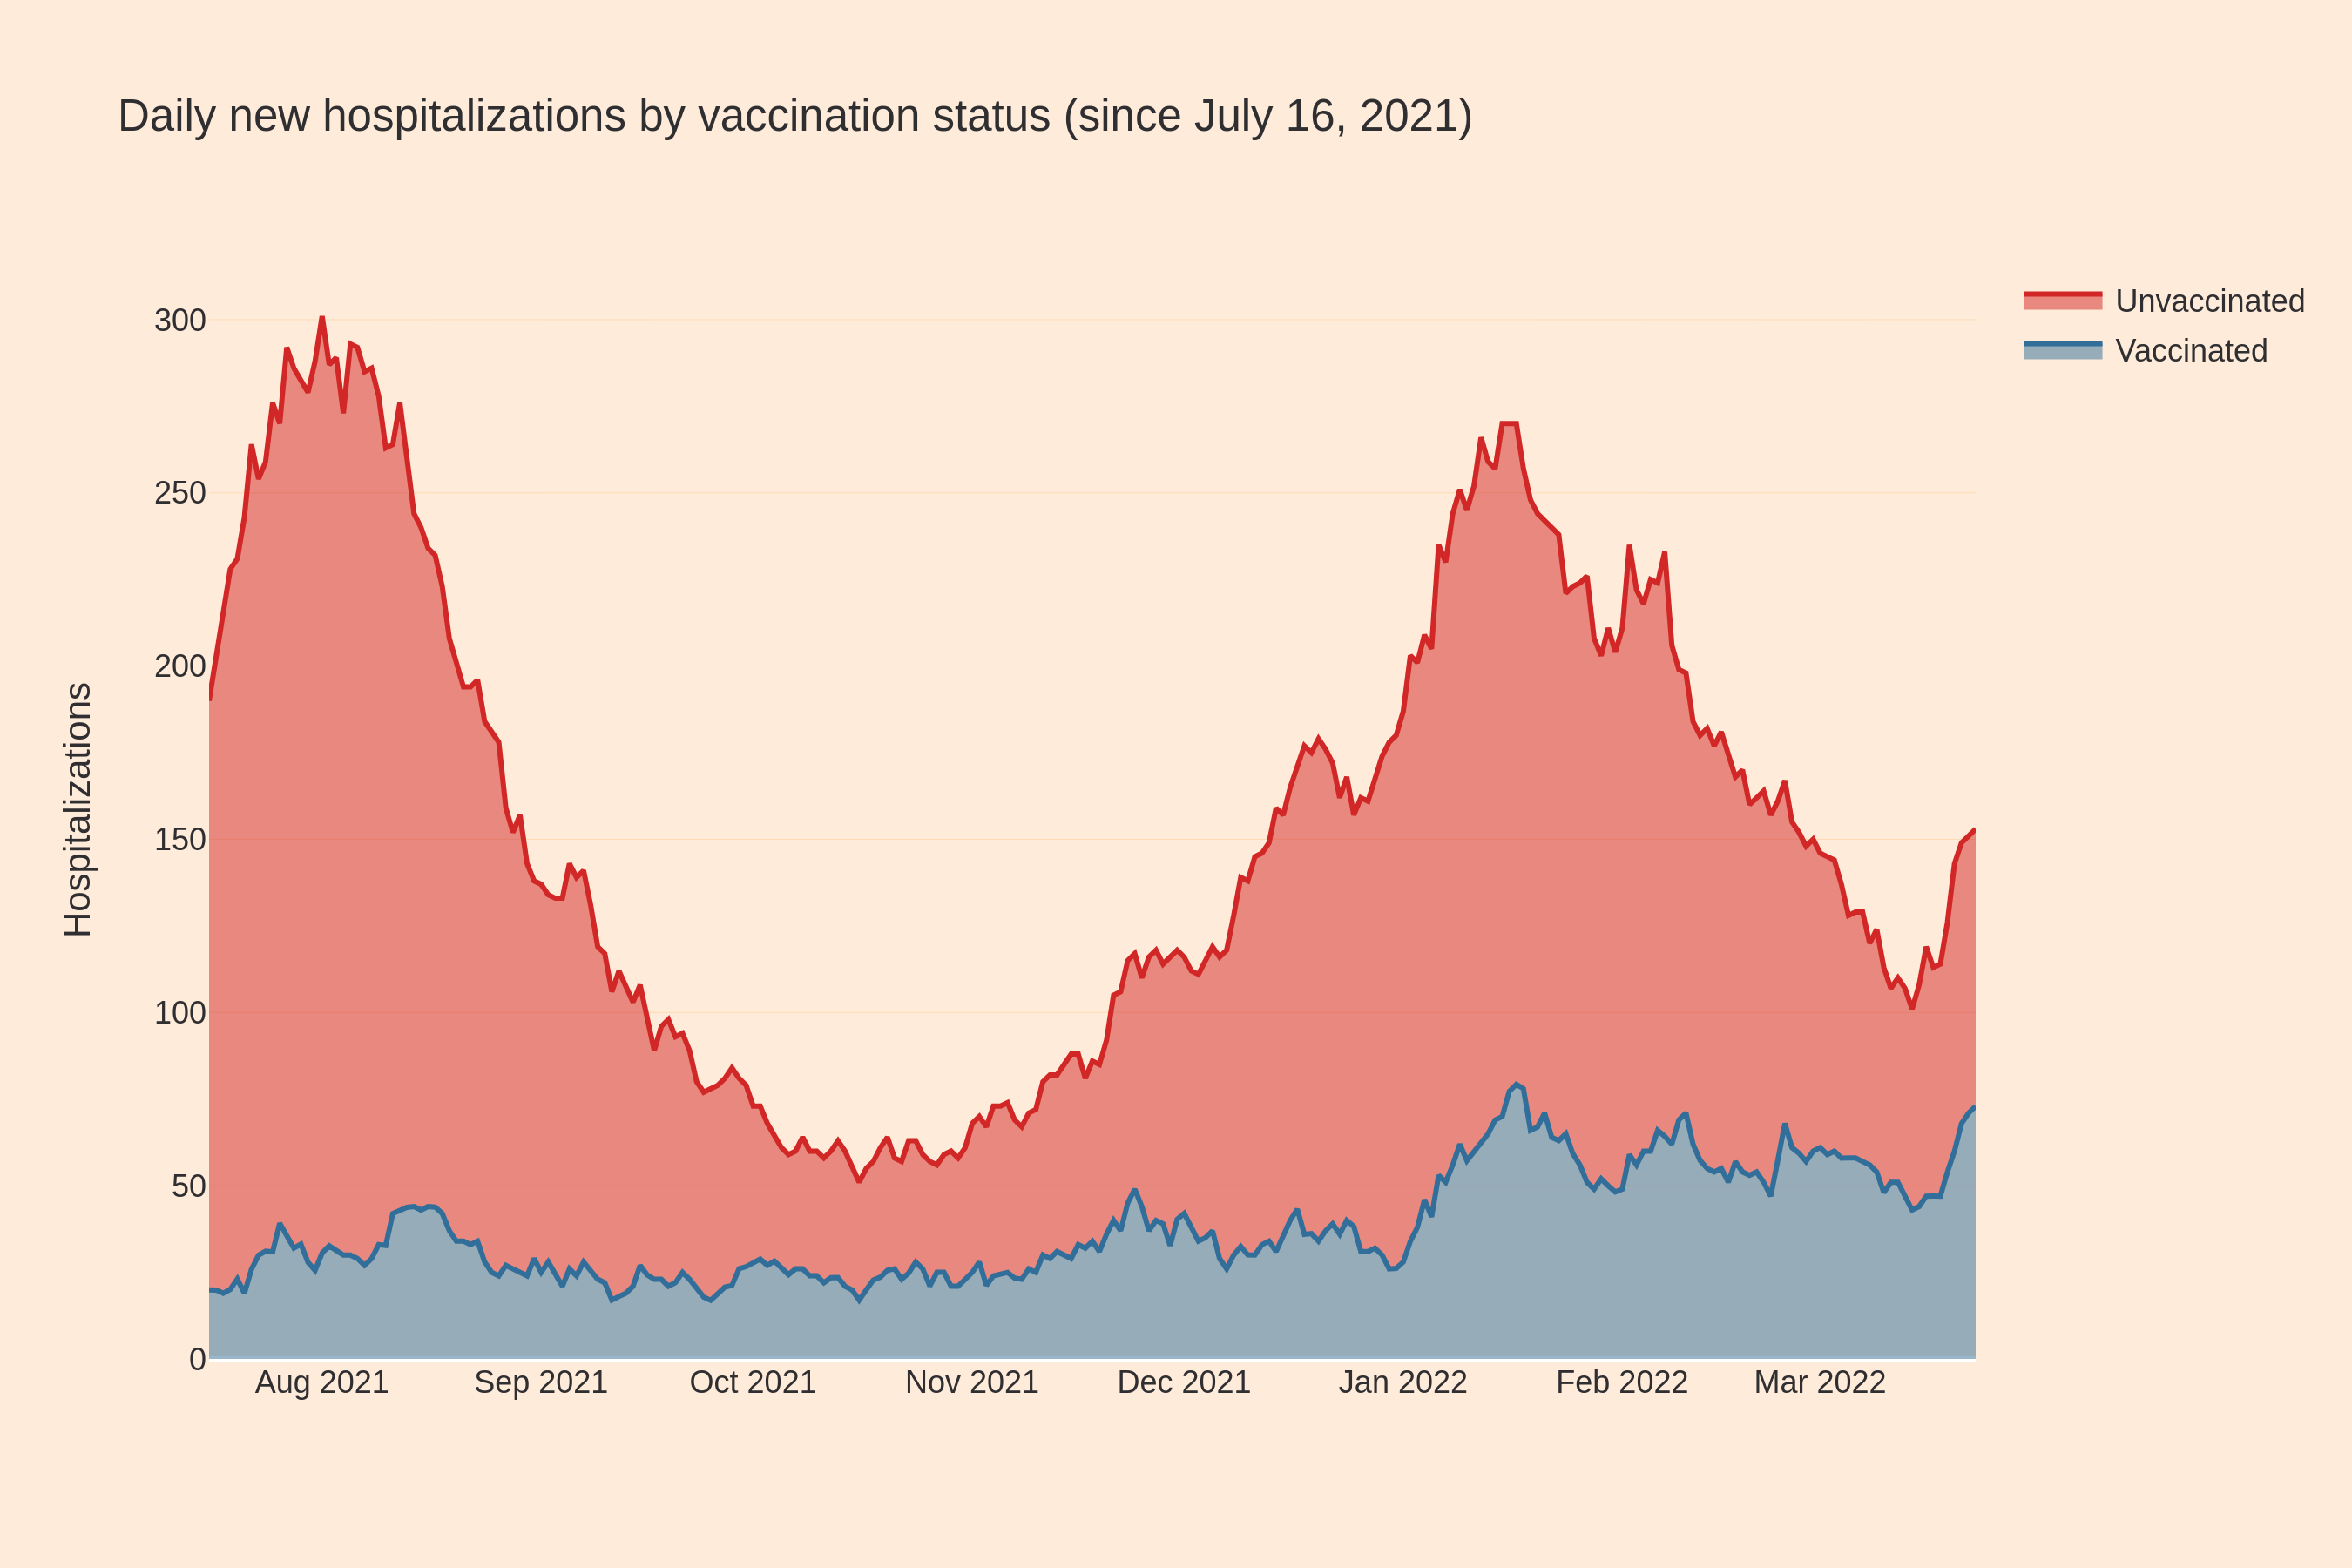 Daily new hospitalizations by vaccination status (since July 16, 2021)
Unvaccinated
Vaccinated
Hospitalizations
300
250
200
150
100
50
0
Aug 2021
Sep 2021
Oct 2021
Nov 2021
Dec 2021
Jan 2022
Feb 2022
Mar 2022